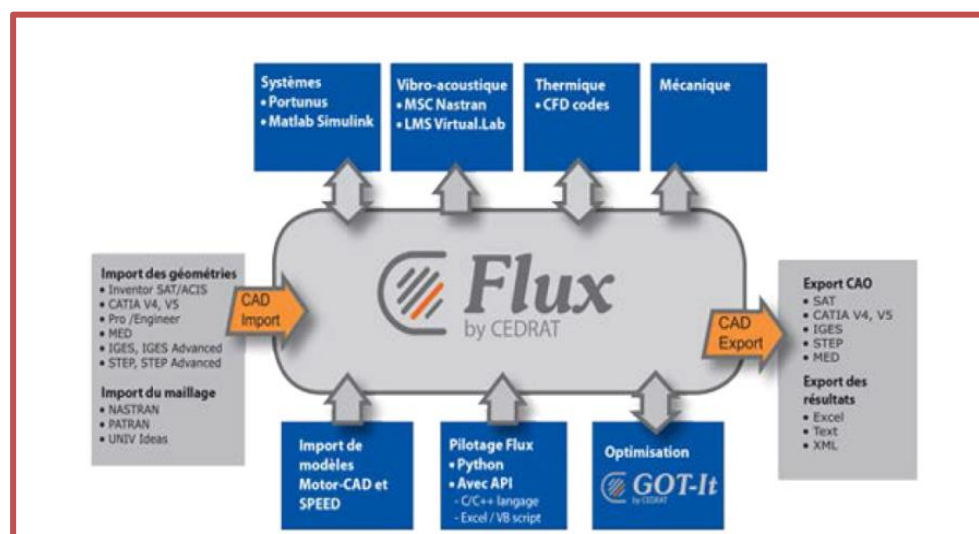 Systèmes
• Portunus
• Matlab Simulink
Vibro-acoustique
• MSC Nastran
• LMS Virtual.Lab
Thermique
• CFD codes
Mécanique
Import des géométries
• Inventor SAT/ACIS
• CATIA V4, V5
• Pro /Engineer
• MED
• IGES, IGES Advanced
• STEP, STEP Advanced
Import du maillage
• NASTRAN
• PATRAN
• UNIV Ideas
CAD
Import
Flux
by CEDRAT
CAD
Export
Export CAO
• SAT
• CATIA V4, V5
• IGES
• STEP
• MED
Export des
résultats
• Excel
• Text
• XML
Import de
modèles
Motor-CAD et
SPEED
Pilotage Flux
• Python
• Avec API
- C/C++ langage
- Excel / VB script
Optimisation
GOT-It
by CEDRAT